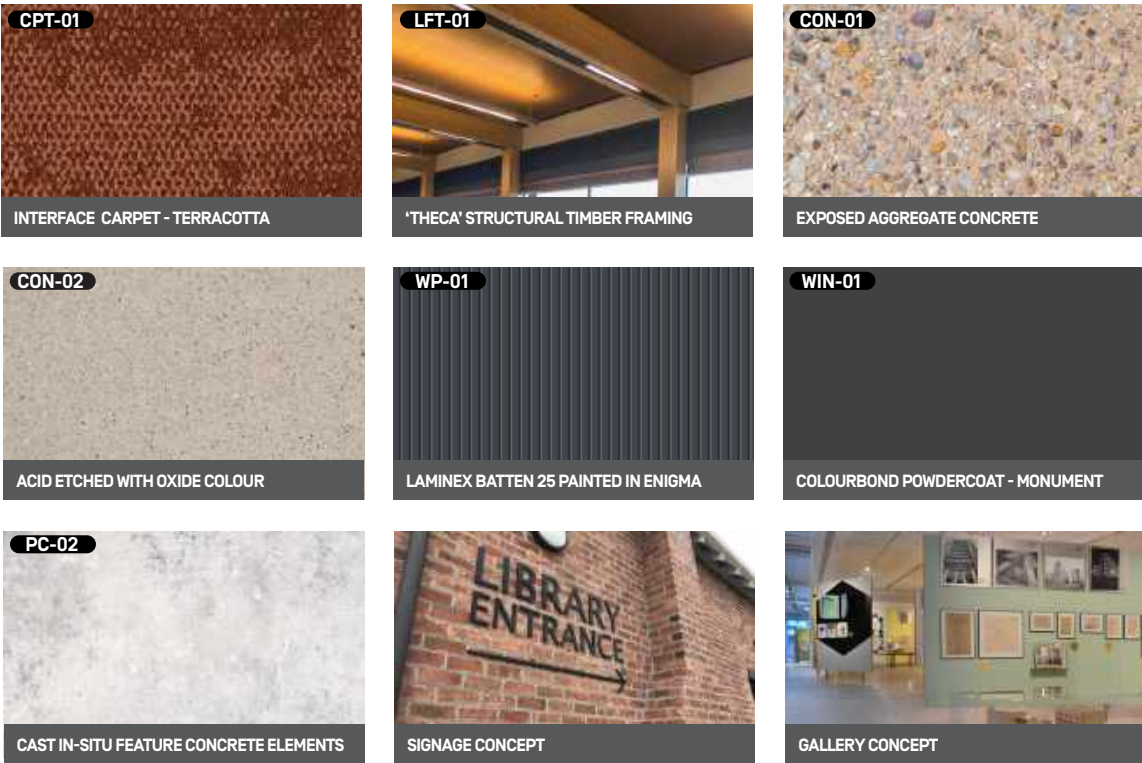 CPT-01
INTERFACE CARPET - TERRACOTTA
LFT-01
‘THECA’ STRUCTURAL TIMBER FRAMING
CON-01
EXPOSED AGGREGATE CONCRETE
CON-02
ACID ETCHED WITH OXIDE COLOUR
WP-01
LAMINEX BATTEN 25 PAINTED IN ENIGMA
WIN-01
COLOURBOND POWDERCOAT - MONUMENT
PC-02
CAST IN-SITU FEATURE CONCRETE ELEMENTS
LIBRARY
ENTRANCE
SIGNAGE CONCEPT
GALLERY CONCEPT